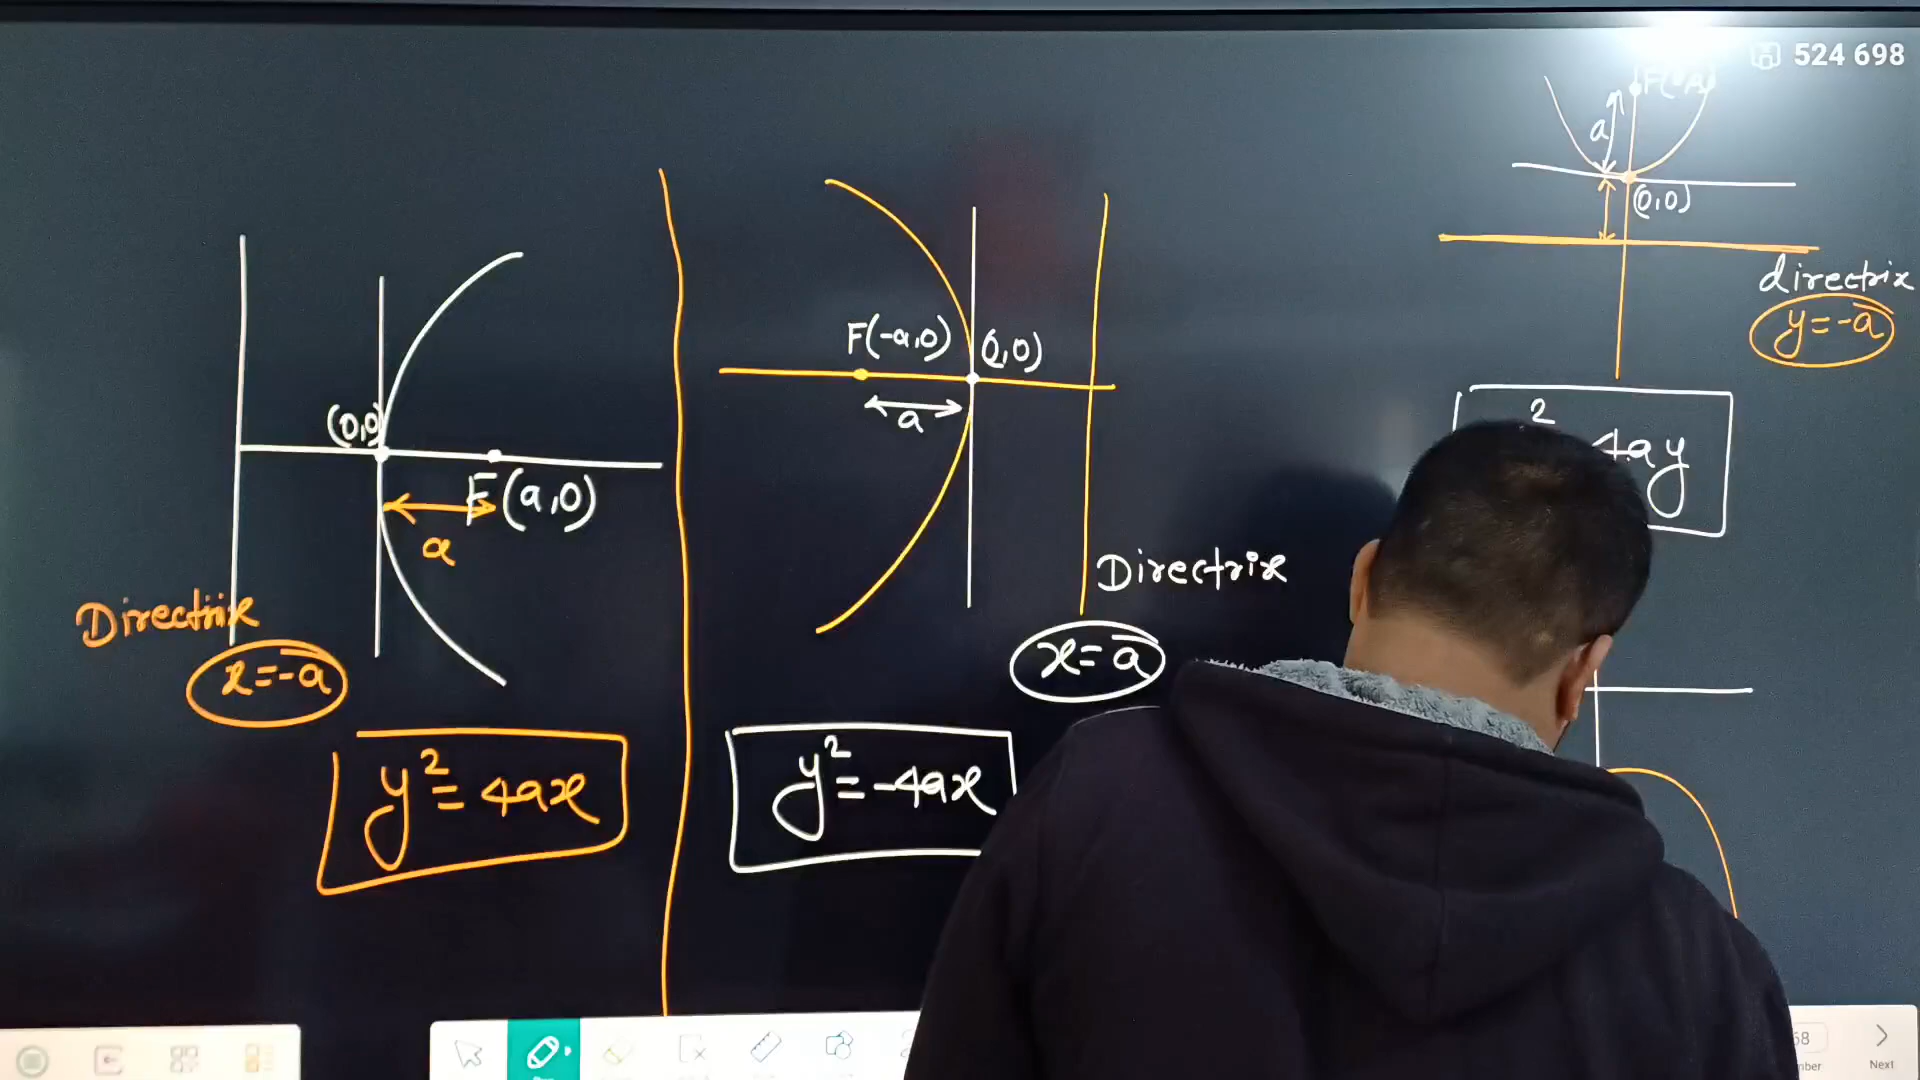 524 698
a
(0,0)
directrix
y=-a
2
4ay
(0,0)
F(a,0)
a
Directrix
x=-a
y²=4ax
F(-a,0)
(0,0)
a
Directrix
x=a
y²=-4ax
68
Next